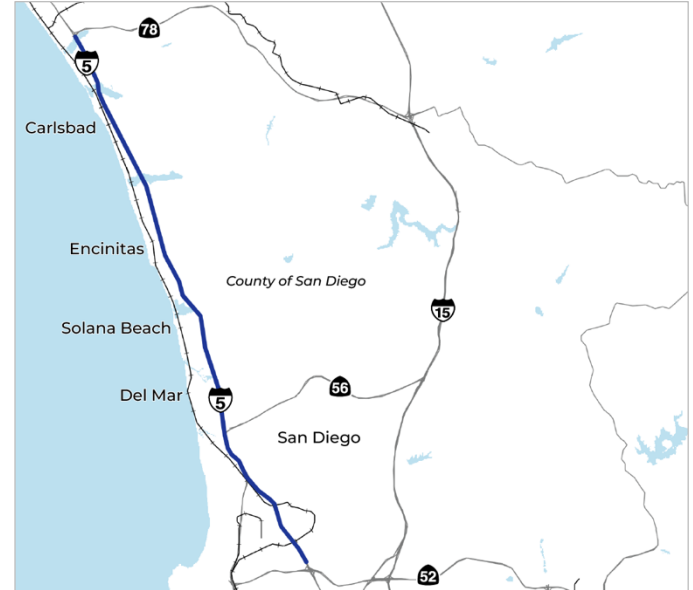 78
5
Carlsbad
Encinitas
County of San Diego
15
Solana Beach
56
Del Mar
5
San Diego
52